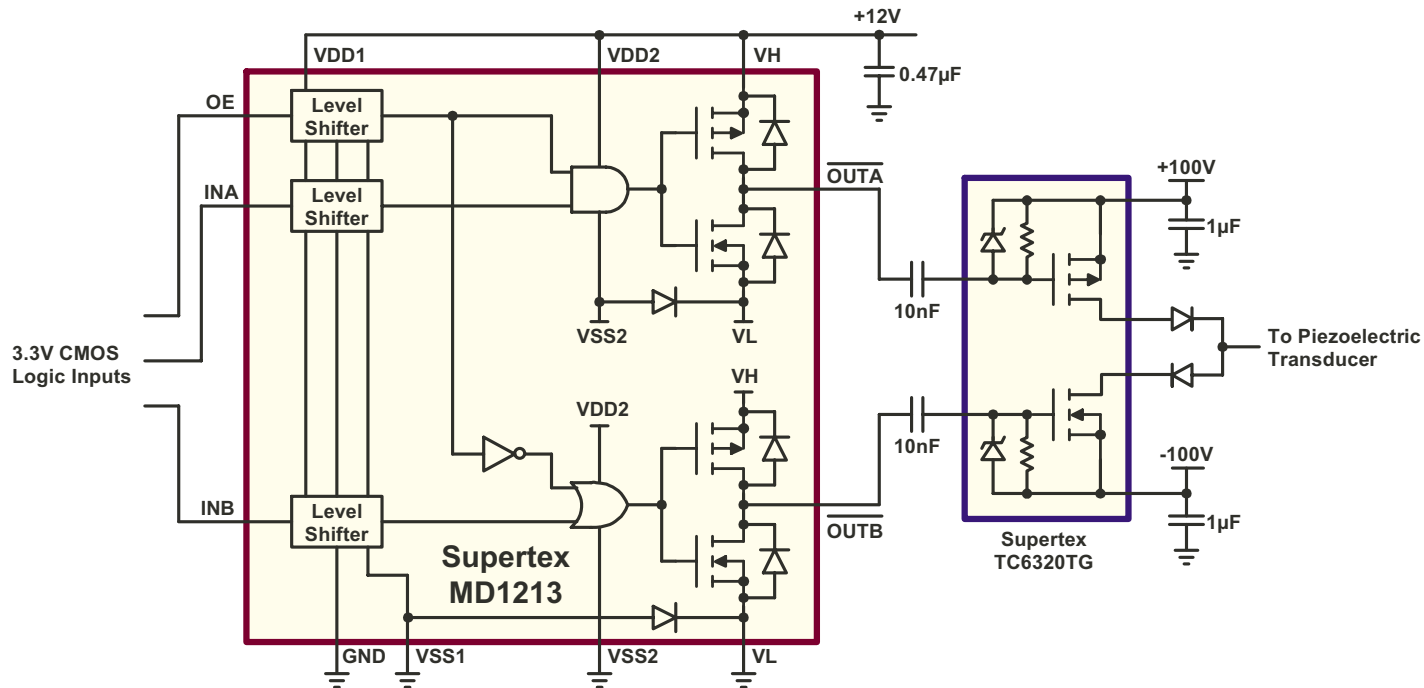 +12V
VDD1
VDD2
VH
0.47µF
OE
Level
Shifter
INA
Level
Shifter
OUTA
+100V
1µF
10nF
VSS2
VL
3.3V CMOS
Logic Inputs
To Piezoelectric
Transducer
VH
VDD2
10nF
-100V
INB
Level
Shifter
OUTB
1µF
Supertex
MD1213
Supertex
TC6320TG
GND
VSS1
VSS2
VL